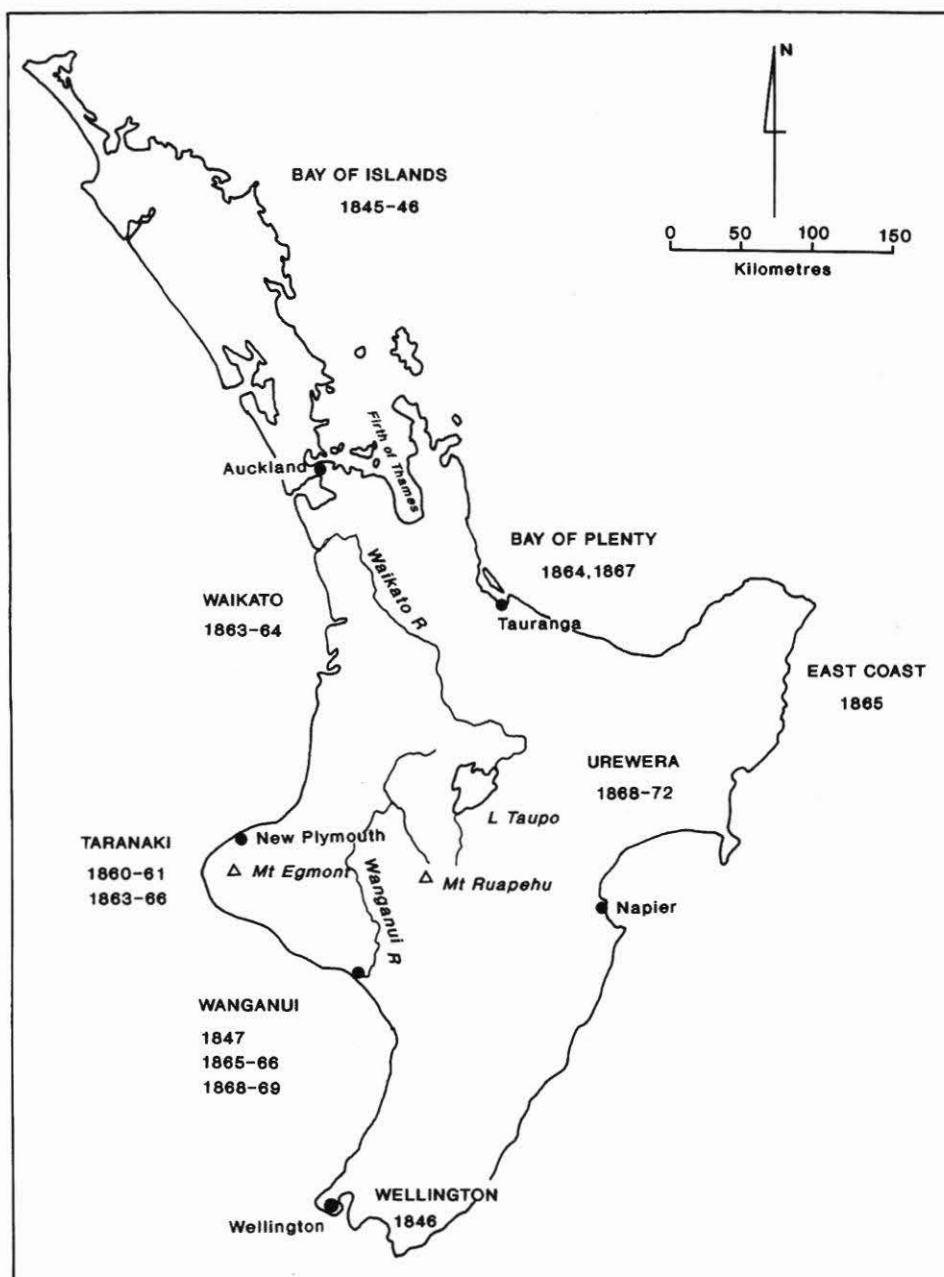 N
BAY OF ISLANDS
1845-46
0 50 100 150
Kilometres
Firth of Thames
Auckland
BAY OF PLENTY
1864,1867
Waikato R
WAIKATO
1863-64
Tauranga
EAST COAST
1865
UREWERA
1868-72
L Taupo
New Plymouth
TARANAKI
1860-61
1863-66
Mt Egmont
Mt Ruapehu
Wanganui R
Napier
WANGANUI
1847
1865-66
1868-69
WELLINGTON
1846
Wellington